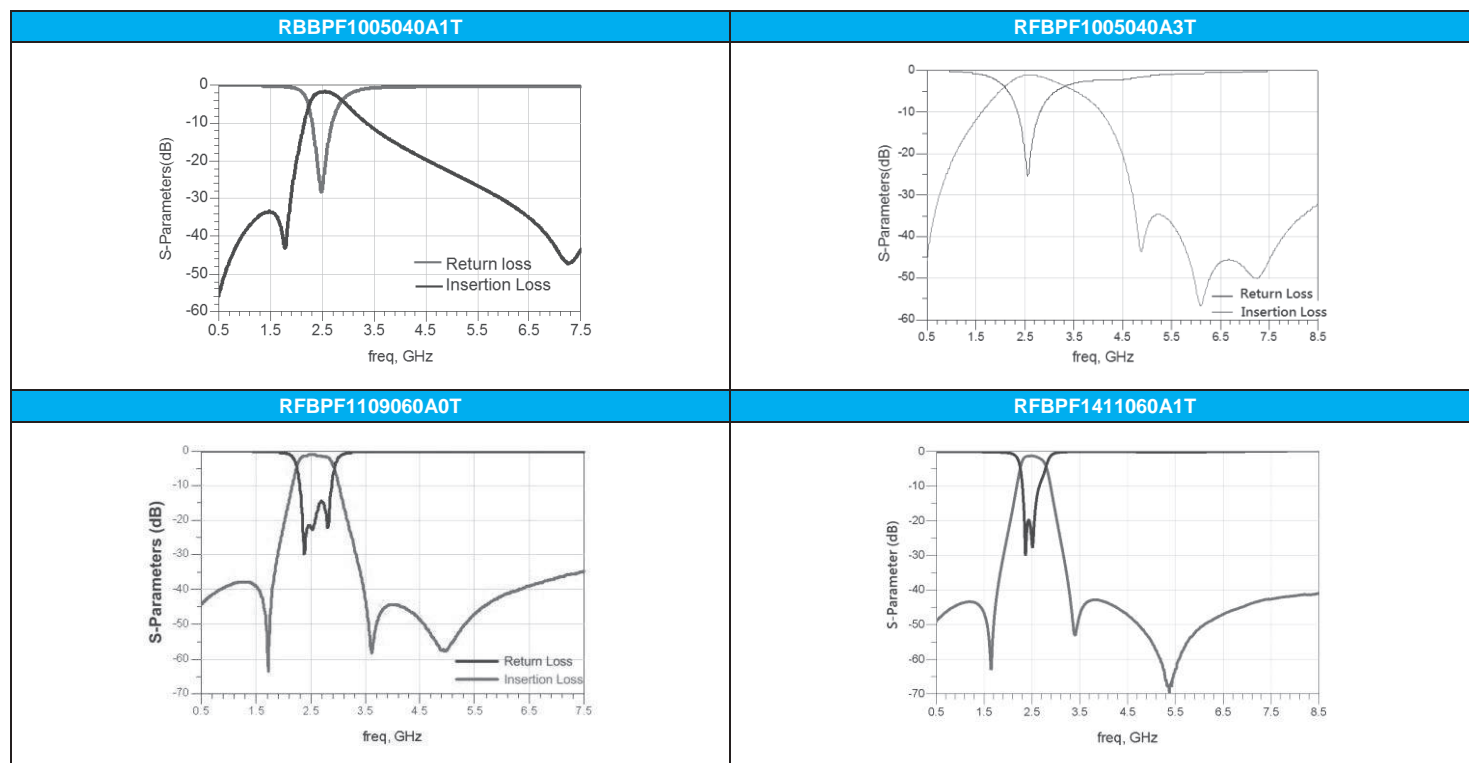 RBBPF1005040A1T
RFBPF1005040A3T
0
-10
-20
-30
-40
-50
-60
S-Parameters(dB)
Return loss
Insertion Loss
0.5 1.5 2.5 3.5 4.5 5.5 6.5 7.5
freq, GHz
0
-10
-20
-30
-40
-50
-60
S-Parameters(dB)
Return Loss
Insertion Loss
0.5 1.5 2.5 3.5 4.5 5.5 6.5 7.5 8.5
freq, GHz
RFBPF1109060A0T
RFBPF1411060A1T
0
-10
-20
-30
-40
-50
-60
-70
S-Parameters (dB)
Return Loss
Insertion Loss
0.5 1.5 2.5 3.5 4.5 5.5 6.5 7.5
freq, GHz
0
-10
-20
-30
-40
-50
-60
-70
S-Parameter (dB)
0.5 1.5 2.5 3.5 4.5 5.5 6.5 7.5 8.5
freq, GHz